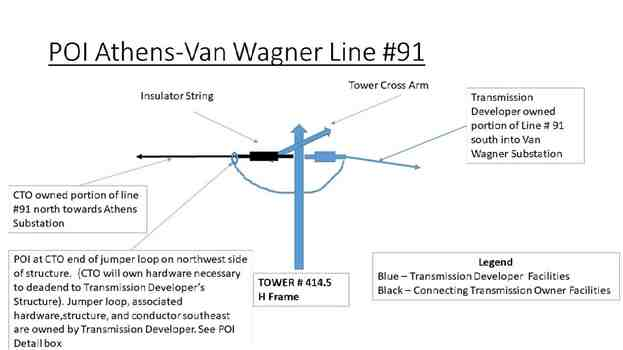 POI Athens-Van Wagner Line #91
Tower Cross Arm
Insulator String
Transmission
Developer owned
portion of Line # 91
south into Van
Wagner Substation
CTO owned portion of line
#91 north towards Athens
Substation
POI at CTO end of jumper loop on northwest side
of structure. (CTO will own hardware necessary
to deadend to Transmission Developer's
Structure). Jumper loop, associated
hardware,structure, and conductor southeast
are owned by Transmission Developer. See POI
Detail box
TOWER # 414.5
H Frame
Legend
Blue – Transmission Developer Facilities
Black – Connecting Transmission Owner Facilities